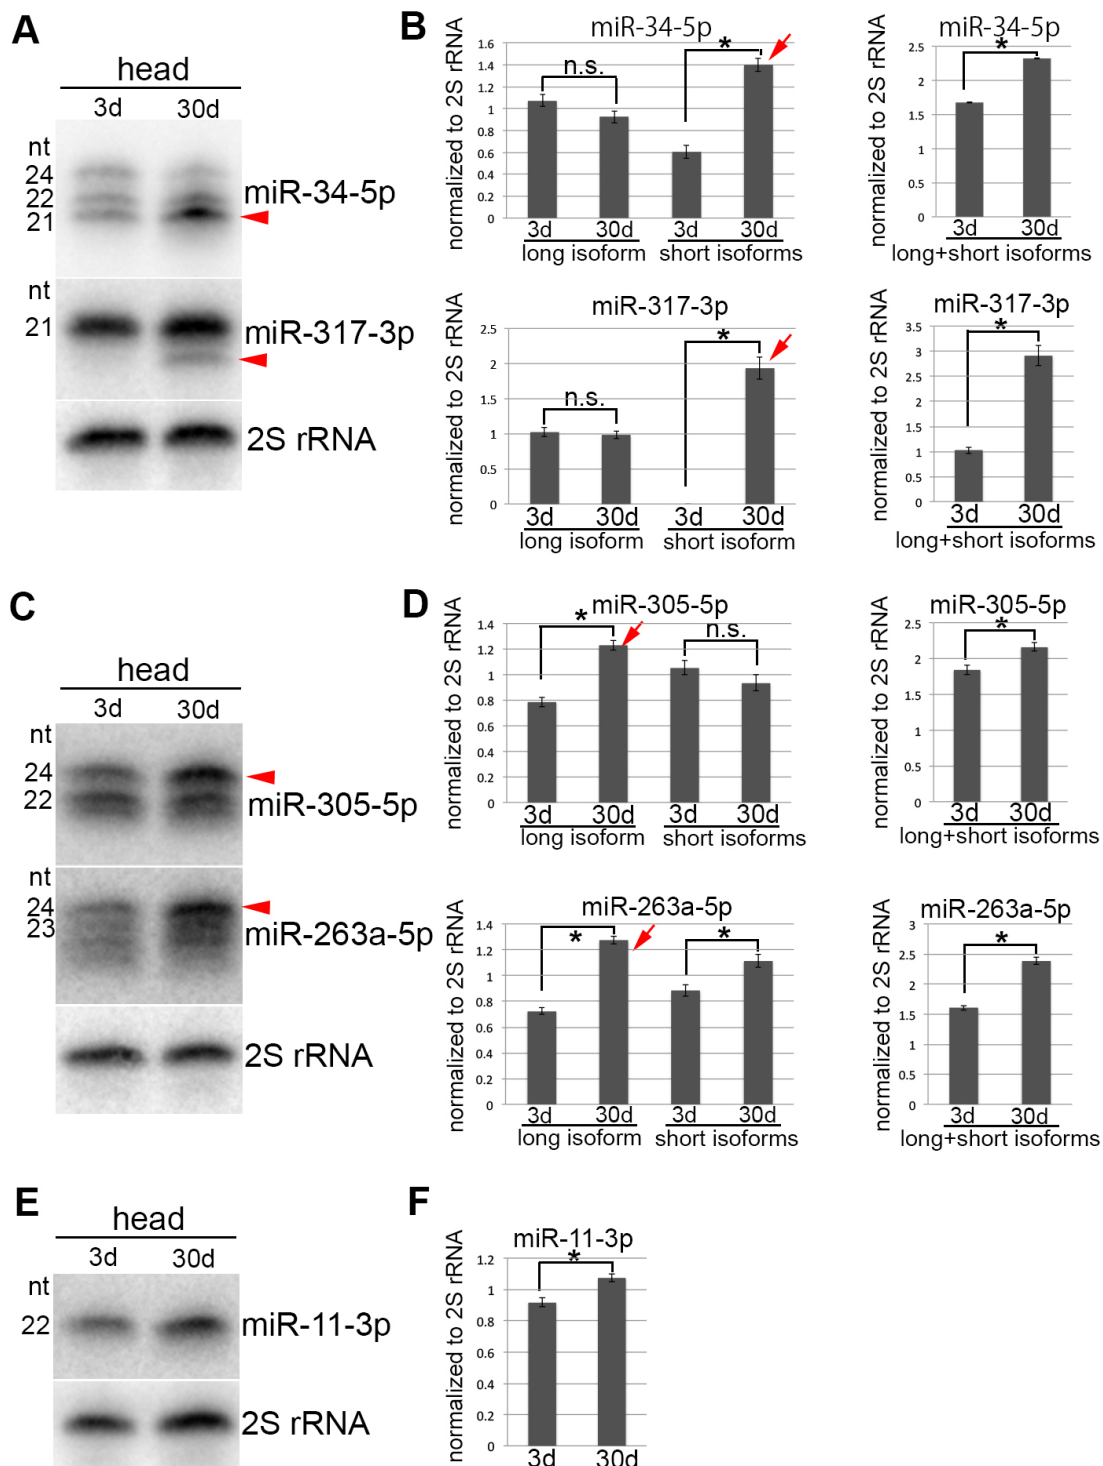 A
head
3d 30d
nt
24
22
21
miR-34-5p
nt
21
miR-317-3p
2S rRNA
B
miR-34-5p
normalized to 2S rRNA
1.6
1.4
1.2
1
0.8
0.6
0.4
0.2
0
n.s.
*
3d 30d 3d 30d
long isoform short isoforms
miR-34-5p
normalized to 2S rRNA
2.5
2
1.5
1
0.5
0
*
3d 30d
long+short isoforms
miR-317-3p
normalized to 2S rRNA
2.5
2
1.5
1
0.5
0
n.s.
*
3d 30d 3d 30d
long isoform short isoform
miR-317-3p
normalized to 2S rRNA
3.5
3
2.5
2
1.5
1
0.5
0
*
3d 30d
long+short isoforms
C
head
3d 30d
nt
24
22
miR-305-5p
nt
24
23
miR-263a-5p
2S rRNA
D
miR-305-5p
normalized to 2S rRNA
1.4
1.2
1
0.8
0.6
0.4
0.2
0
*
n.s.
3d 30d 3d 30d
long isoform short isoforms
miR-305-5p
normalized to 2S rRNA
2.5
2
1.5
1
0.5
0
*
3d 30d
long+short isoforms
miR-263a-5p
normalized to 2S rRNA
1.4
1.2
1
0.8
0.6
0.4
0.2
0
*
*
3d 30d 3d 30d
long isoform short isoforms
miR-263a-5p
normalized to 2S rRNA
3
2.5
2
1.5
1
0.5
0
*
3d 30d
long+short isoforms
E
head
3d 30d
nt
22
miR-11-3p
2S rRNA
F
miR-11-3p
normalized to 2S rRNA
1.2
1
0.8
0.6
0.4
0.2
0
*
3d 30d